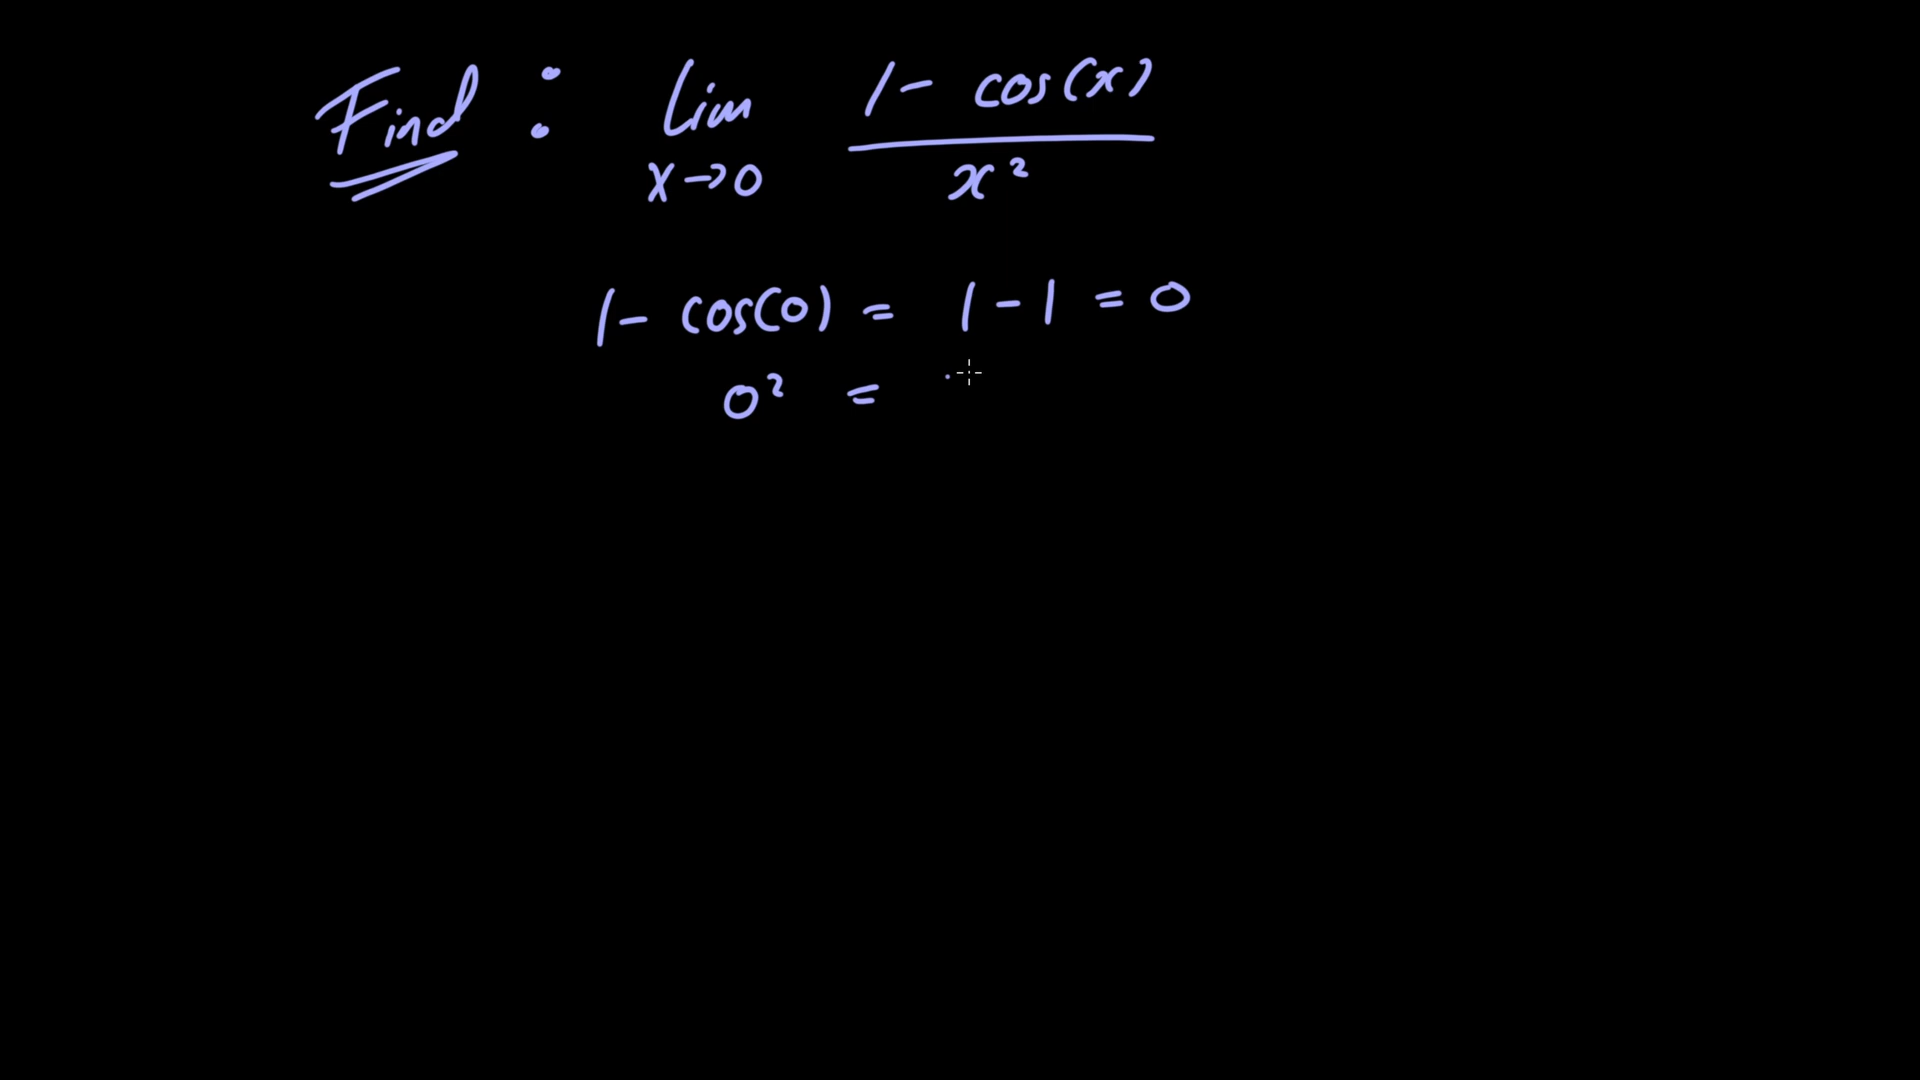 Find : Lim x→0 1 - cos(x) / x²
1 - cos(0) = 1 - 1 = 0
0² =